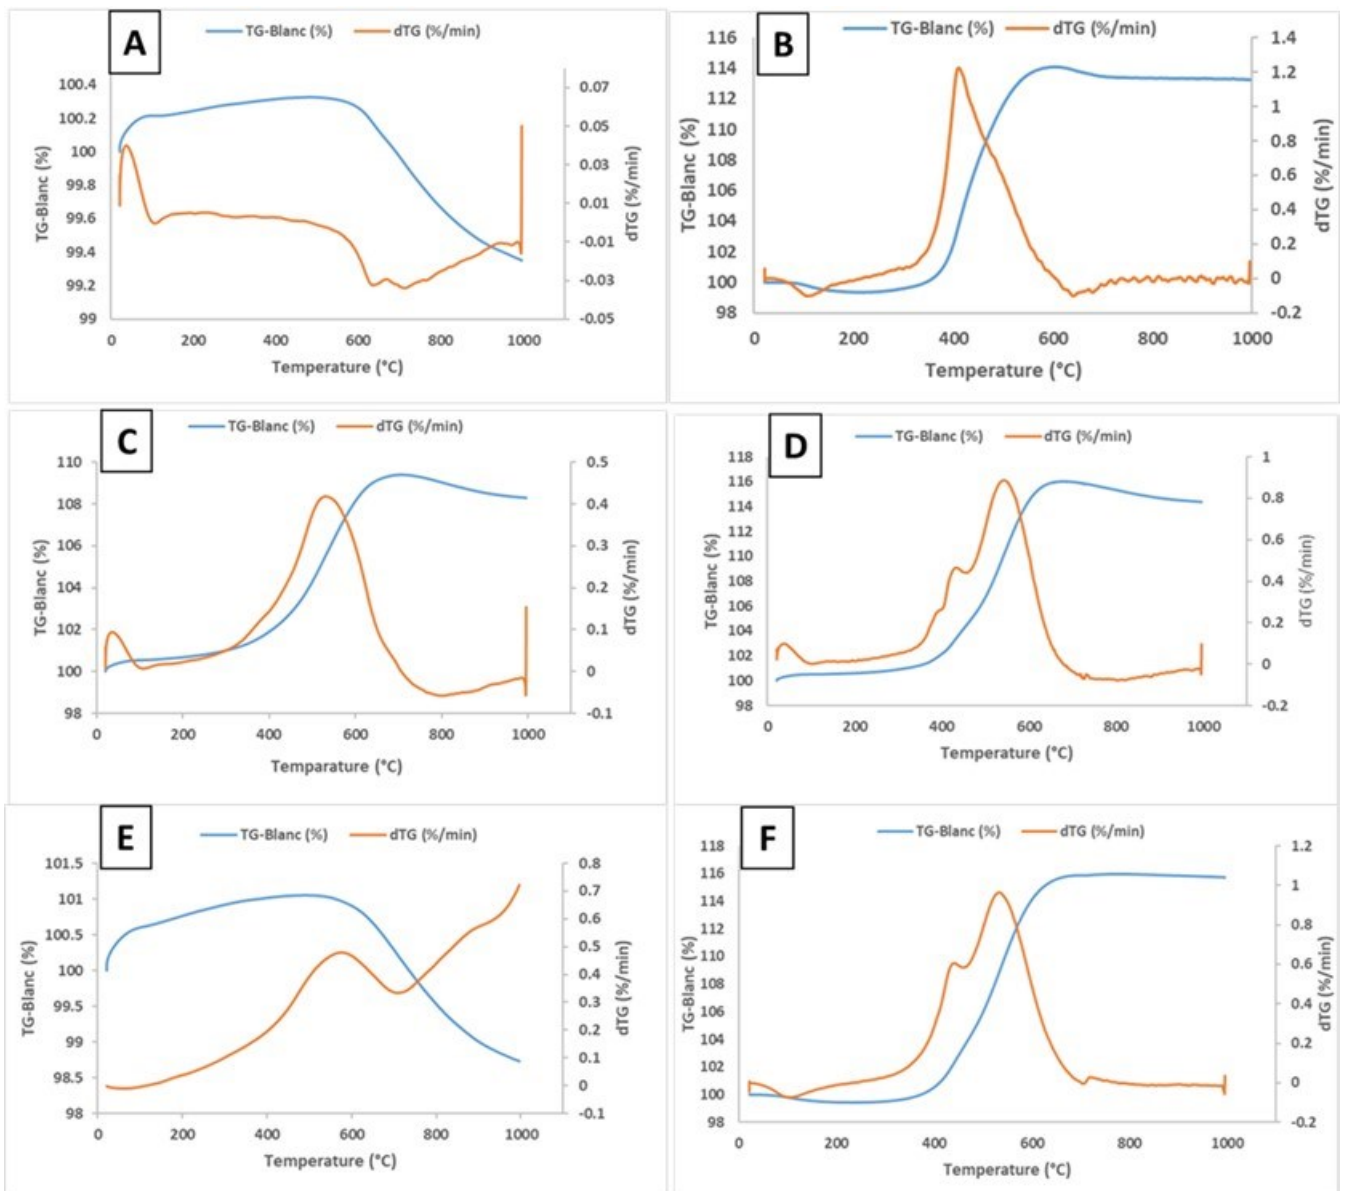 A
TG-Blanc (%) dTG (%/min)
100.4
100.2
100
99.8
99.6
99.4
99.2
99
TG-Blanc (%)
0.07
0.05
0.03
0.01
-0.01
-0.03
-0.05
dTG (%/min)
0 200 400 600 800 1000
Temperature (°C)
B
TG-Blanc (%) dTG (%/min)
116
114
112
110
108
106
104
102
100
98
TG-Blanc (%)
1.4
1.2
1
0.8
0.6
0.4
0.2
0
-0.2
dTG (%/min)
0 200 400 600 800 1000
Temperature (°C)
C
TG-Blanc (%) dTG (%/min)
110
108
106
104
102
100
98
TG-Blanc (%)
0.5
0.4
0.3
0.2
0.1
0
-0.1
dTG (%/min)
0 200 400 600 800 1000
Temparature (°C)
D
TG-Blanc (%) dTG (%/min)
118
116
114
112
110
108
106
104
102
100
98
TG-Blanc (%)
1
0.8
0.6
0.4
0.2
0
-0.2
dTG (%/min)
0 200 400 600 800 1000
Temperature (°C)
E
TG-Blanc (%) dTG (%/min)
101.5
101
100.5
100
99.5
99
98.5
98
TG-Blanc (%)
0.8
0.7
0.6
0.5
0.4
0.3
0.2
0.1
0
-0.1
dTG (%/min)
0 200 400 600 800 1000
Temperature (°C)
F
TG-Blanc (%) dTG (%/min)
118
116
114
112
110
108
106
104
102
100
98
TG-Blanc (%)
1.2
1
0.8
0.6
0.4
0.2
0
-0.2
dTG (%/min)
0 200 400 600 800 1000
Temperature (°C)